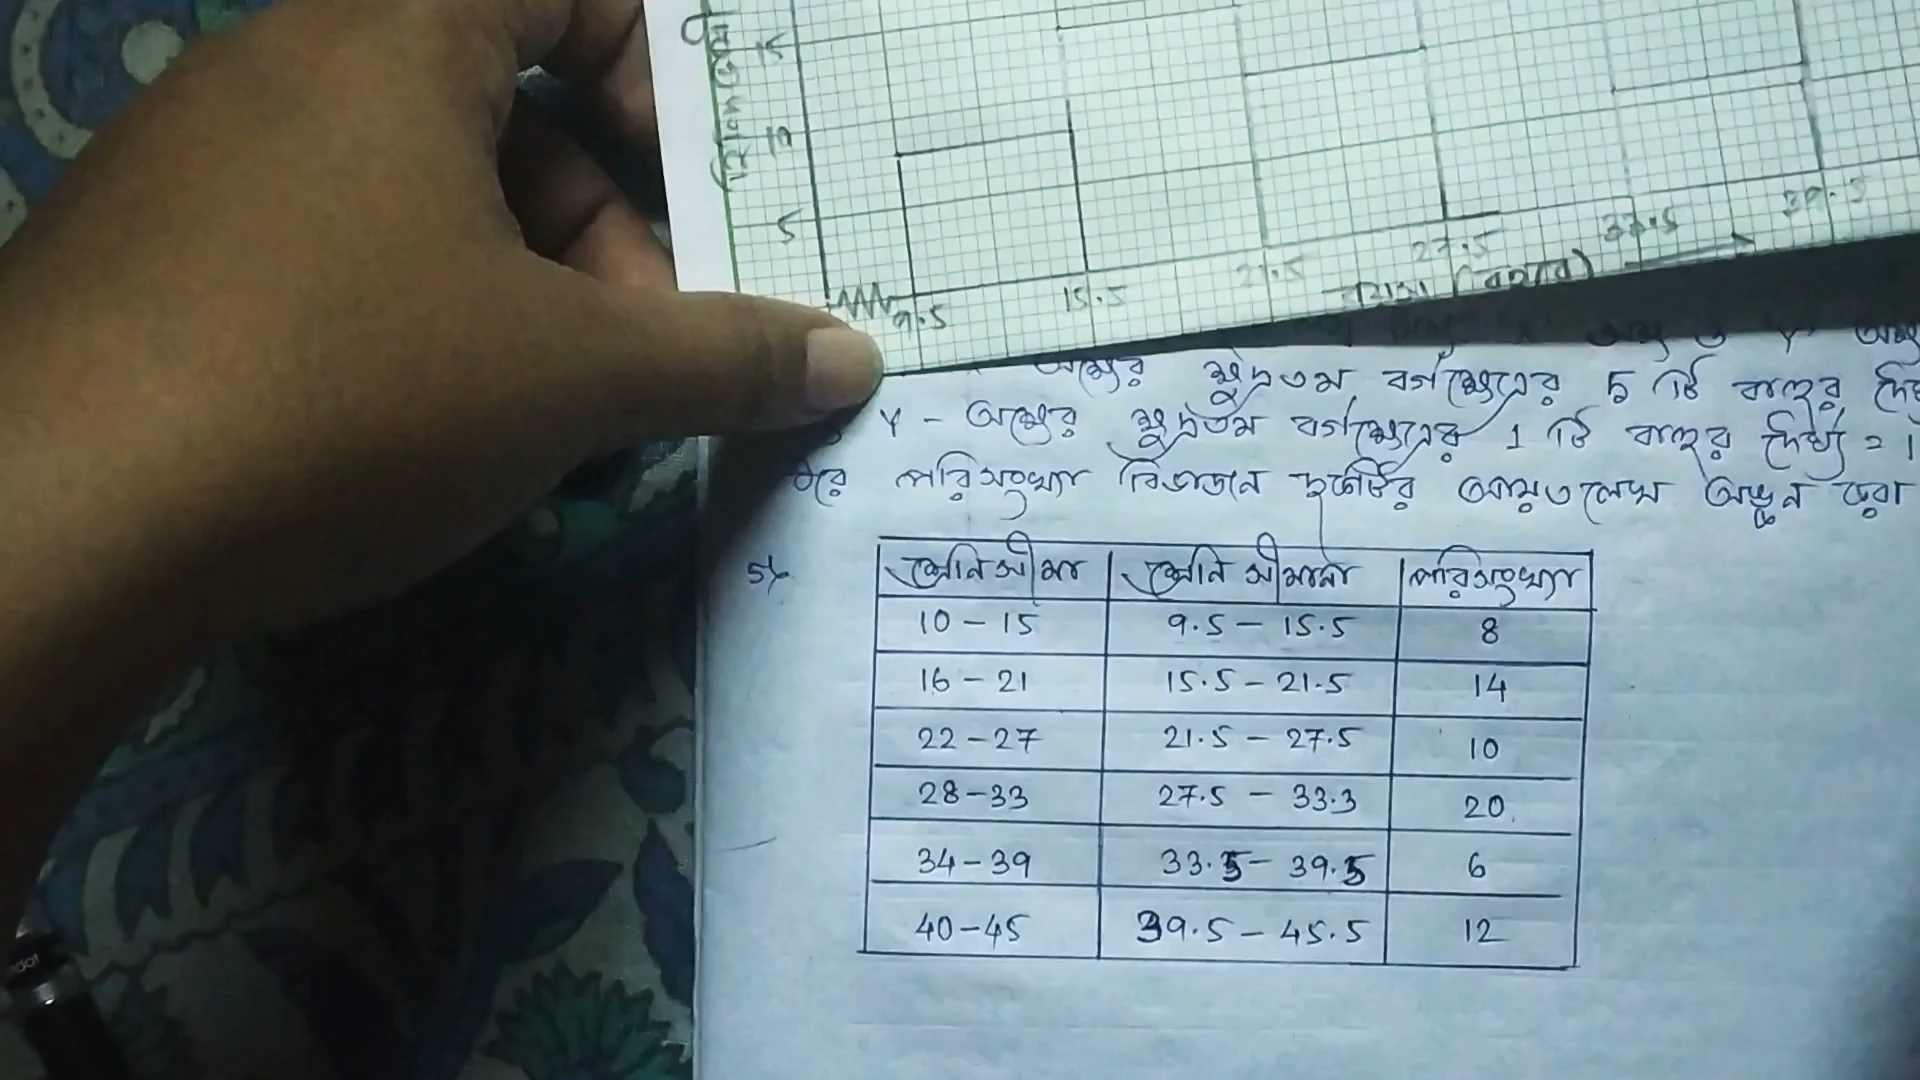 15
10
5
9.5 15.5 21.5 27.5 33.5 39.5
বয়স (বছরে)
অক্ষের ক্ষুদ্রতম বর্গক্ষেত্রের 5 টি বাহুর
Y - অক্ষের ক্ষুদ্রতম বর্গক্ষেত্রের 1 টি বাহুর দৈর্ঘ্য = 1
ধরে পরিসংখ্যা বিভাজন ছকটির আয়তলেখ অঙ্কন
5) শ্রেনি সীমা শ্রেনি সীমানা পরিসংখ্যা
10 - 15 9.5 - 15.5 8
16 - 21 15.5 - 21.5 14
22 - 27 21.5 - 27.5 10
28 - 33 27.5 - 33.3 20
34 - 39 33.5 - 39.5 6
40 - 45 39.5 - 45.5 12